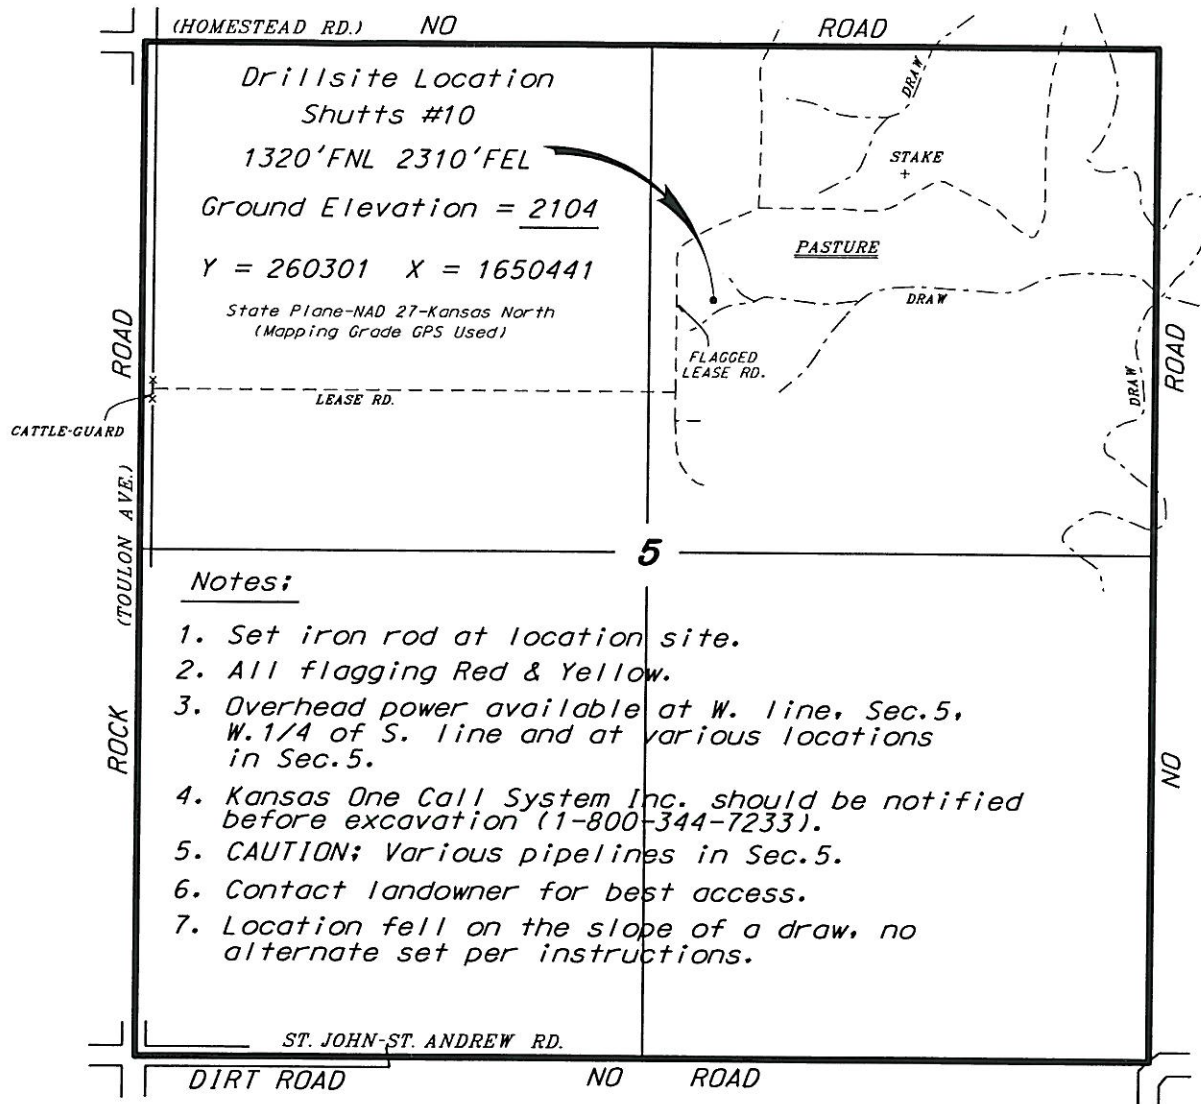 (HOMESTEAD RD.) NO ROAD
Drillsite Location
Shutts #10
1320'FNL 2310'FEL
Ground Elevation = 2104
Y = 260301 X = 1650441
State Plane-NAD 27-Kansas North
(Mapping Grade GPS Used)
DRAW
STAKE
PASTURE
DRAW
FLAGGED
LEASE RD.
DRAW
ROAD
ROAD
LEASE RD.
CATTLE-GUARD
(TOULON AVE.)
ROCK
NO
5
Notes:
1. Set iron rod at location site.
2. All flagging Red & Yellow.
3. Overhead power available at W. line, Sec.5,
W.1/4 of S. line and at various locations
in Sec.5.
4. Kansas One Call System Inc. should be notified
before excavation (1-800-344-7233).
5. CAUTION: Various pipelines in Sec.5.
6. Contact landowner for best access.
7. Location fell on the slope of a draw, no
alternate set per instructions.
ST. JOHN-ST. ANDREW RD.
DIRT ROAD NO ROAD